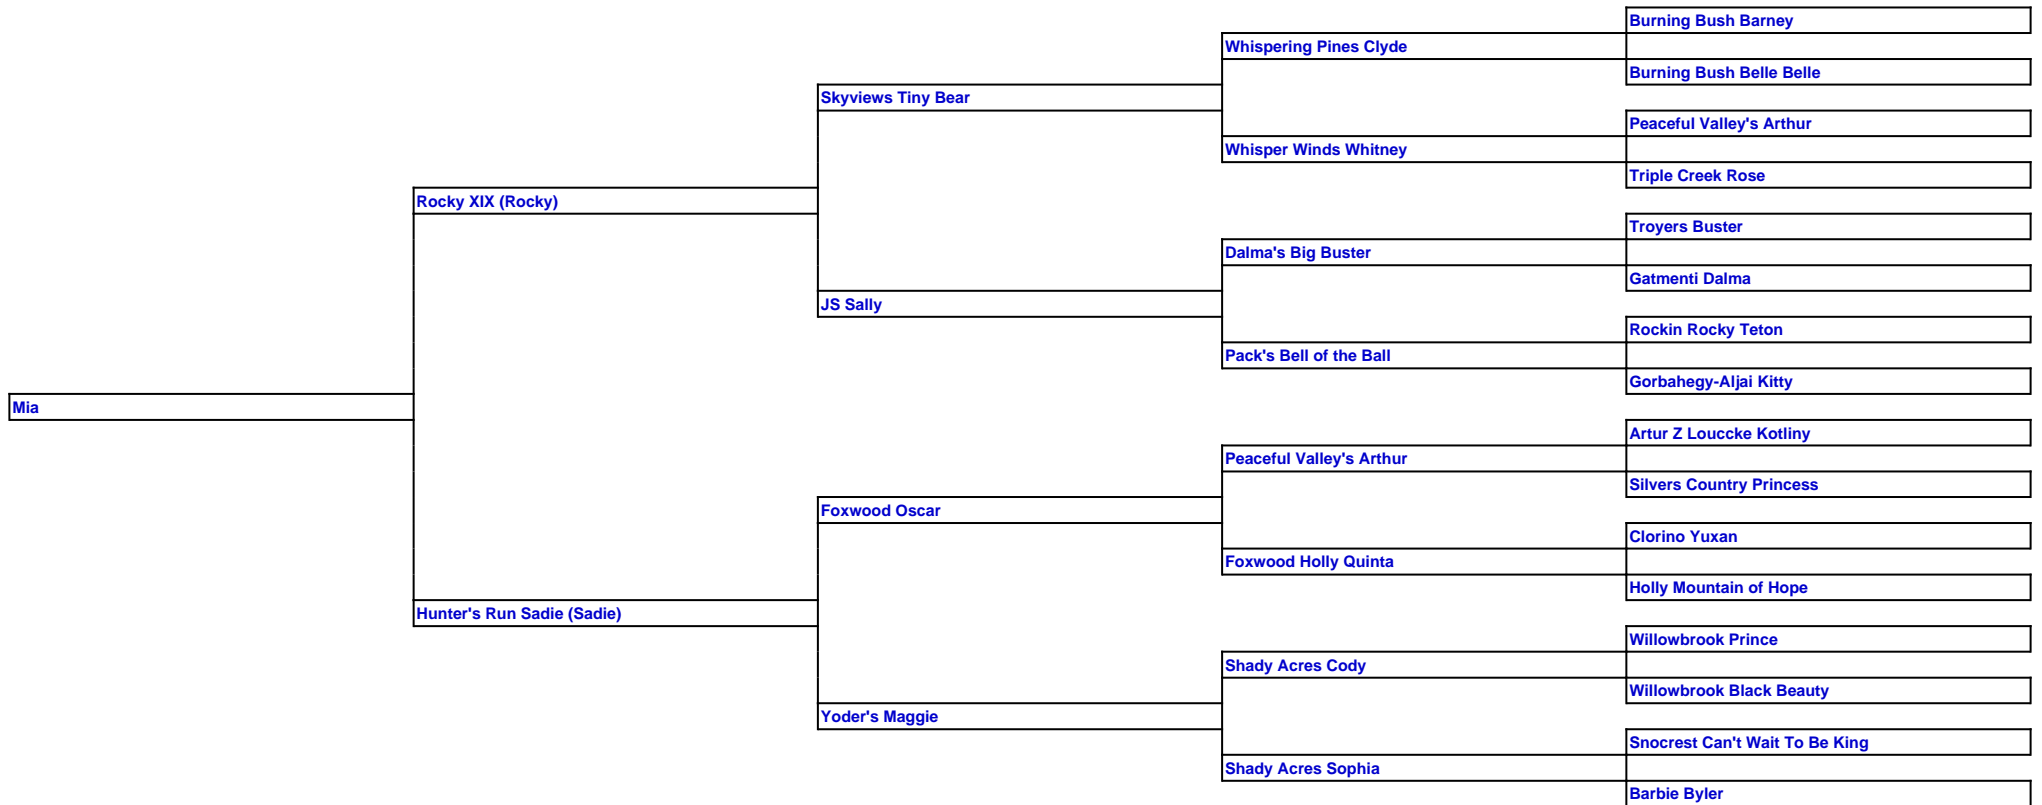 Burning Bush Barney
Whispering Pines Clyde
Burning Bush Belle Belle
Skyviews Tiny Bear
Peaceful Valley's Arthur
Whisper Winds Whitney
Triple Creek Rose
Rocky XIX (Rocky)
Troyers Buster
Dalma's Big Buster
Gatmenti Dalma
JS Sally
Rockin Rocky Teton
Pack's Bell of the Ball
Gorbahegy-Aljai Kitty
Mia
Artur Z Louccke Kotliny
Peaceful Valley's Arthur
Silvers Country Princess
Foxwood Oscar
Clorino Yuxan
Foxwood Holly Quinta
Holly Mountain of Hope
Hunter's Run Sadie (Sadie)
Willowbrook Prince
Shady Acres Cody
Willowbrook Black Beauty
Yoder's Maggie
Snocrest Can't Wait To Be King
Shady Acres Sophia
Barbie Byler